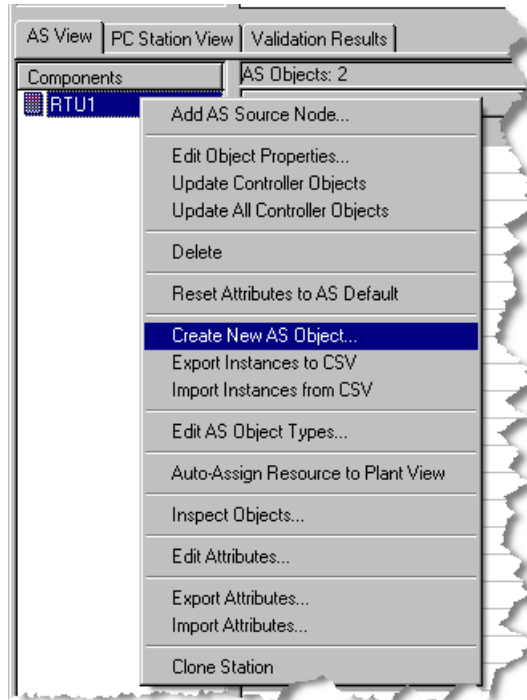 AS View PC Station View Validation Results
Components AS Objects: 2
RTU1
Add AS Source Node...
Edit Object Properties...
Update Controller Objects
Update All Controller Objects
Delete
Reset Attributes to AS Default
Create New AS Object...
Export Instances to CSV
Import Instances from CSV
Edit AS Object Types...
Auto-Assign Resource to Plant View
Inspect Objects...
Edit Attributes...
Export Attributes...
Import Attributes...
Clone Station